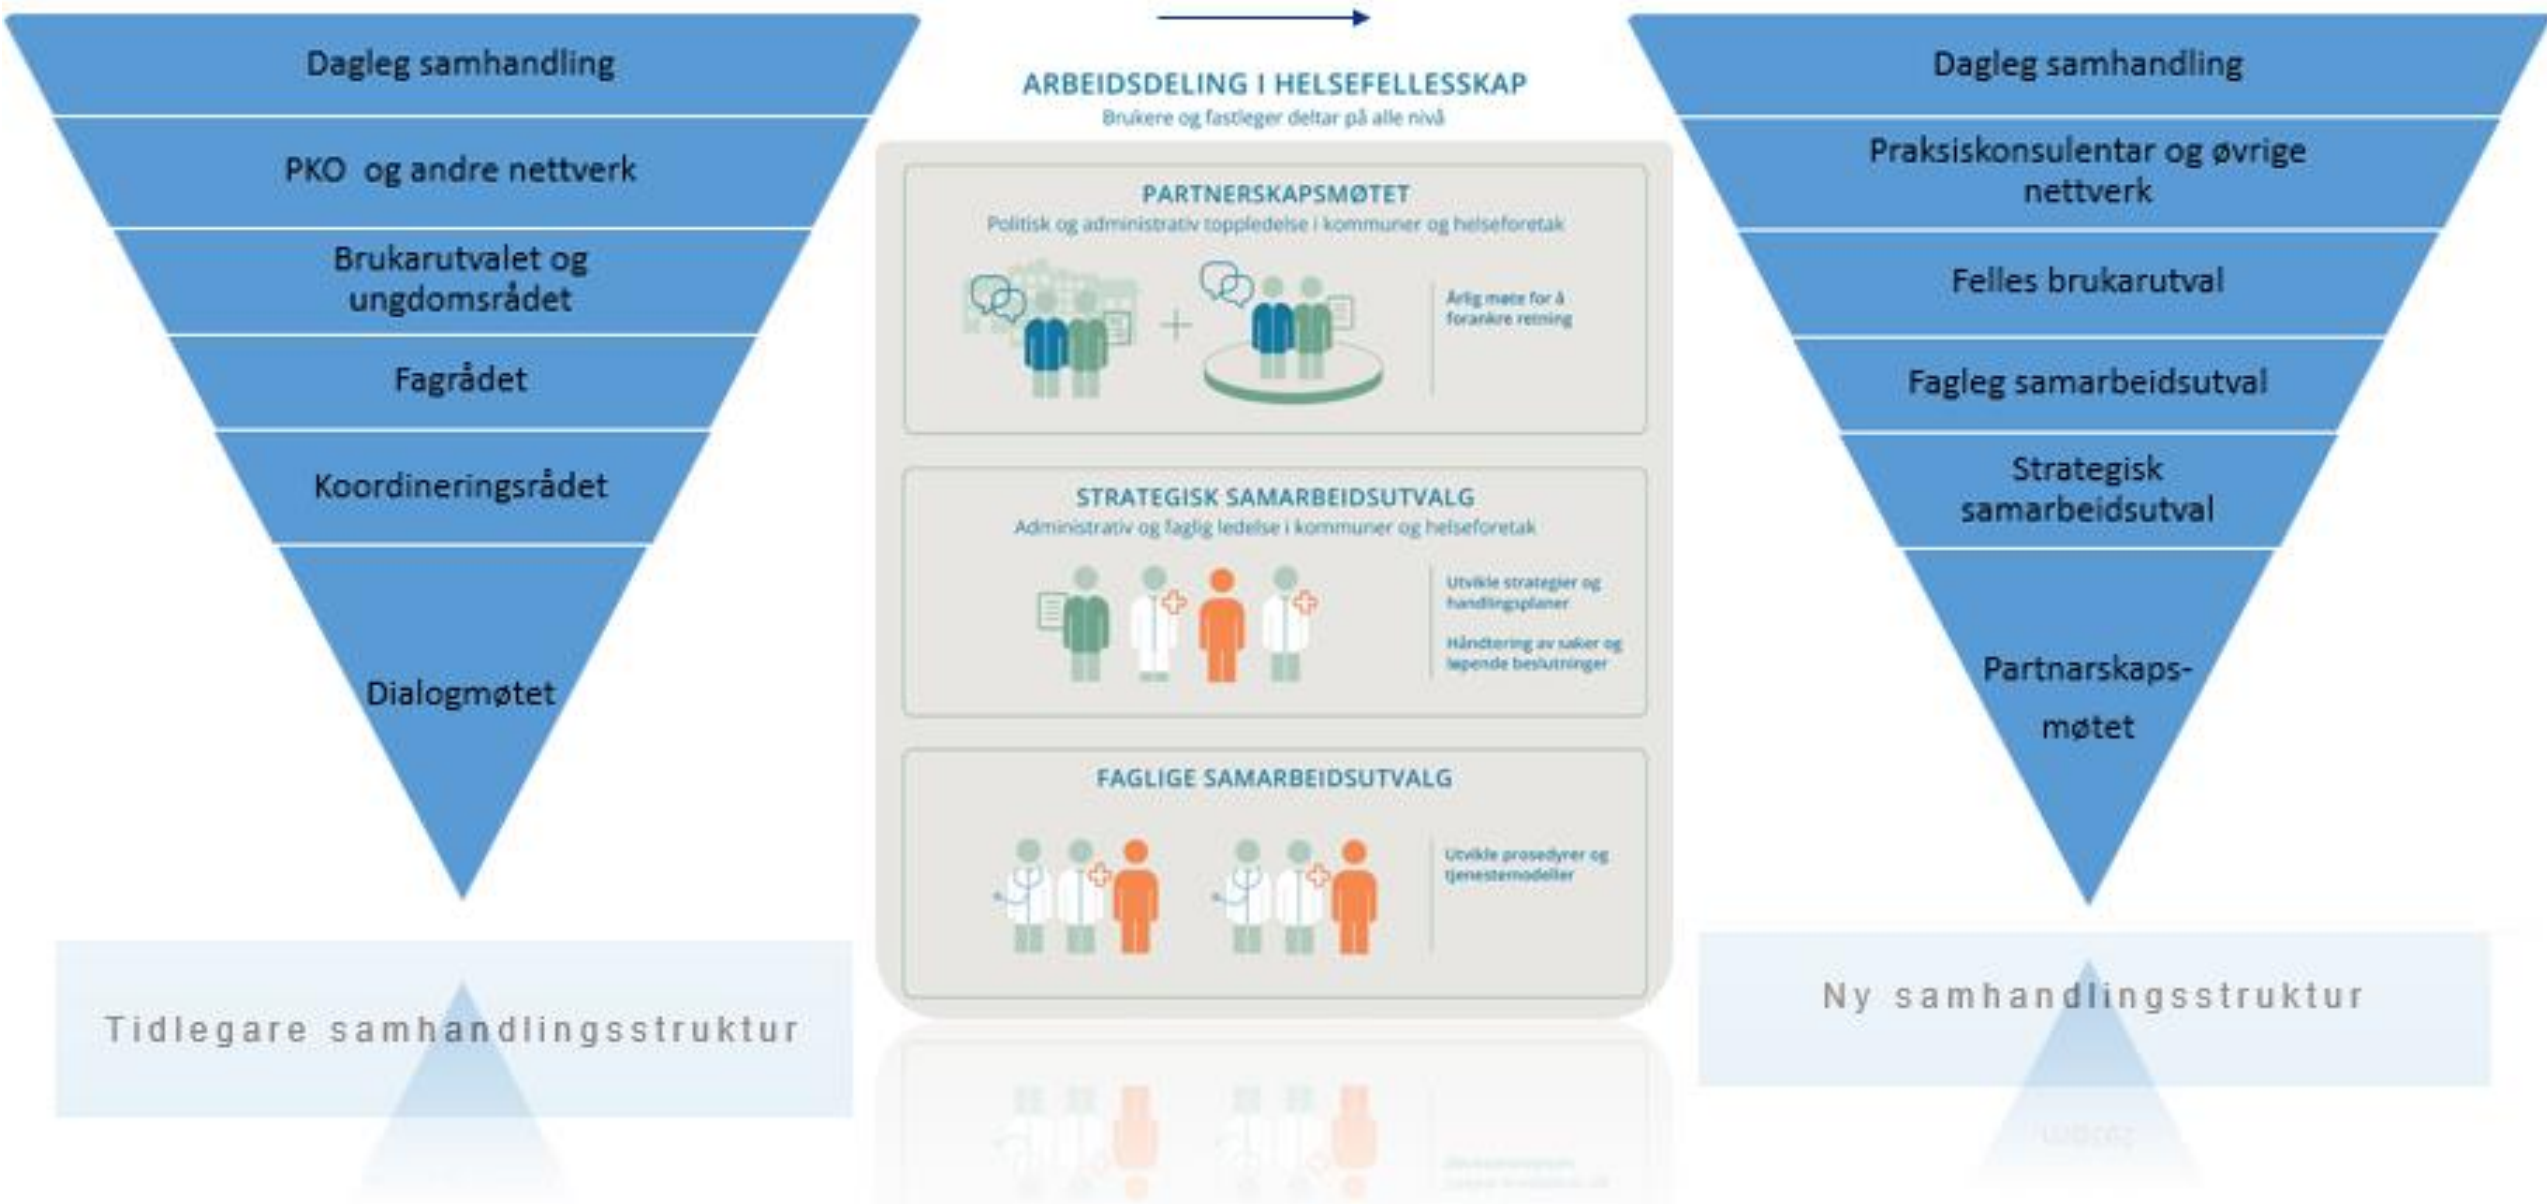 Dagleg samhandling
PKO og andre nettverk
Brukarutvalet og
ungdomsrådet
Fagrådet
Koordineringsrådet
Dialogmøtet
Tidlegare samhandlingsstruktur
ARBEIDSDELING I HELSEFELLESSKAP
Brukere og fastleger deltar på alle nivå
PARTNERSKAPSMØTET
Politisk og administrativ toppledelse i kommuner og helseforetak
Årlig møte for å
forankre retning
STRATEGISK SAMARBEIDSUTVALG
Administrativ og faglig ledelse i kommuner og helseforetak
Utvikle strategier og
handlingsplaner
Håndtering av saker og
løpende beslutninger
FAGLIGE SAMARBEIDSUTVALG
Utvikle prosedyrer og
tjenestemodeller
Dagleg samhandling
Praksiskonsulentar og øvrige
nettverk
Felles brukarutval
Fagleg samarbeidsutval
Strategisk
samarbeidsutval
Partnarskaps-
møtet
Ny samhandlingsstruktur